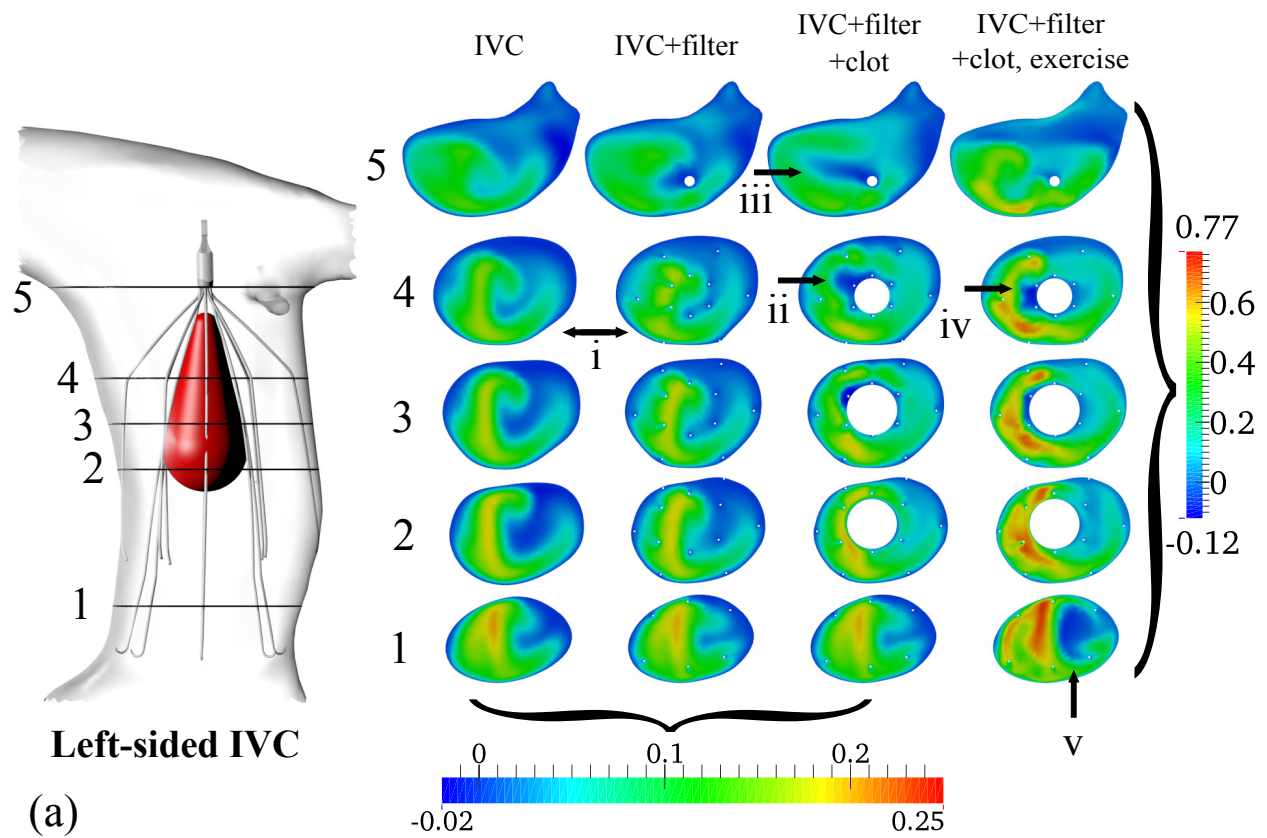 IVC
IVC+filter
IVC+filter
+clot
IVC+filter
+clot, exercise
5
4
3
2
1
5
4
3
2
1
iii
ii
i
iv
v
0.77
0.6
0.4
0.2
0
-0.12
Left-sided IVC
0
0.1
0.2
-0.02
0.25
(a)